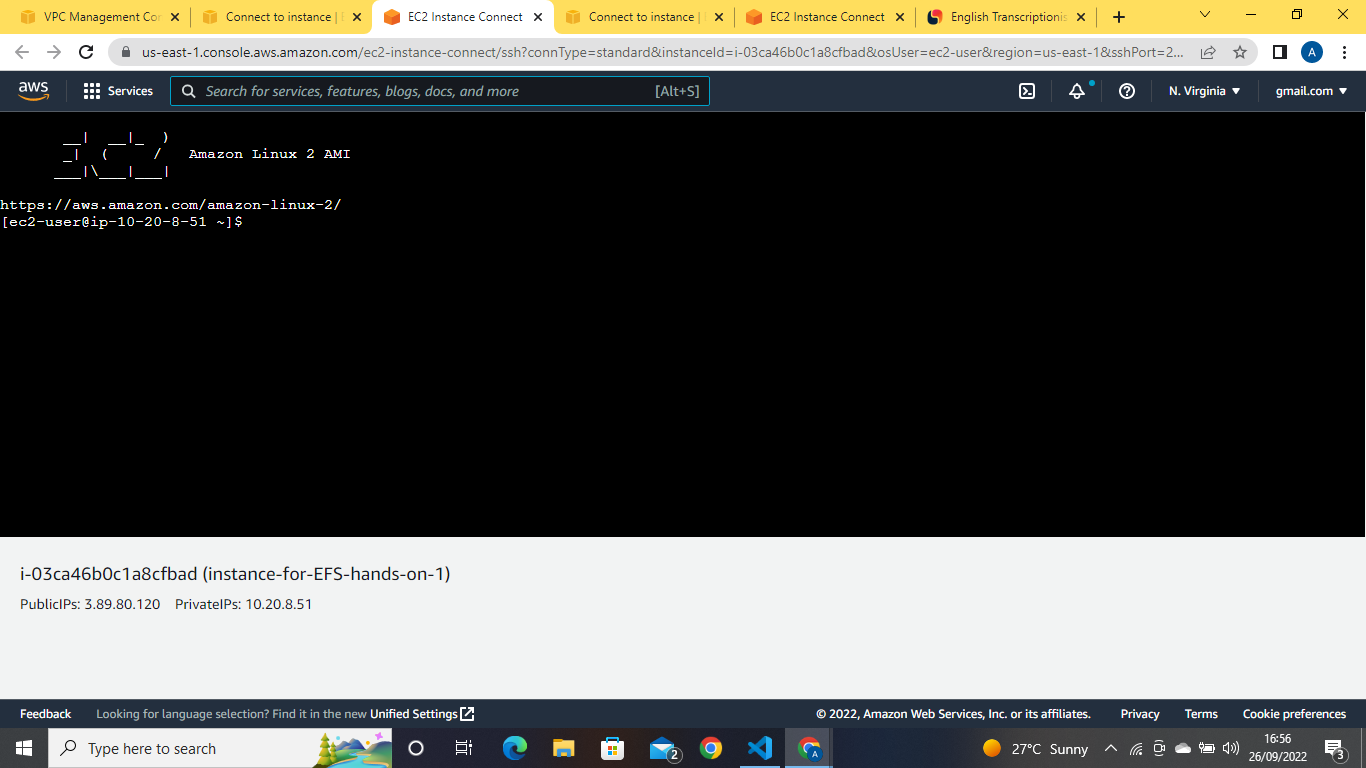 VPC Management Cor
Connect to instance | E
EC2 Instance Connect
Connect to instance |
EC2 Instance Connect
English Transcriptionis
us-east-1.console.aws.amazon.com/ec2-instance-connect/ssh?connType=standard&instanceId=i-03ca46b0c1a8cfbad&osUser=ec2-user&region=us-east-1&sshPort=2...
A
aws
Services
Search for services, features, blogs, docs, and more
[Alt+S]
N. Virginia
gmail.com
       __|  __|_  )
       _|  (     /   Amazon Linux 2 AMI
      ___|\___|___|
https://aws.amazon.com/amazon-linux-2/
[ec2-user@ip-10-20-8-51 ~]$
i-03ca46b0c1a8cfbad (instance-for-EFS-hands-on-1)
PublicIPs: 3.89.80.120 PrivateIPs: 10.20.8.51
Feedback
Looking for language selection? Find it in the new Unified Settings
© 2022, Amazon Web Services, Inc. or its affiliates.
Privacy
Terms
Cookie preferences
Type here to search
2
A
27°C Sunny
16:56
26/09/2022
3